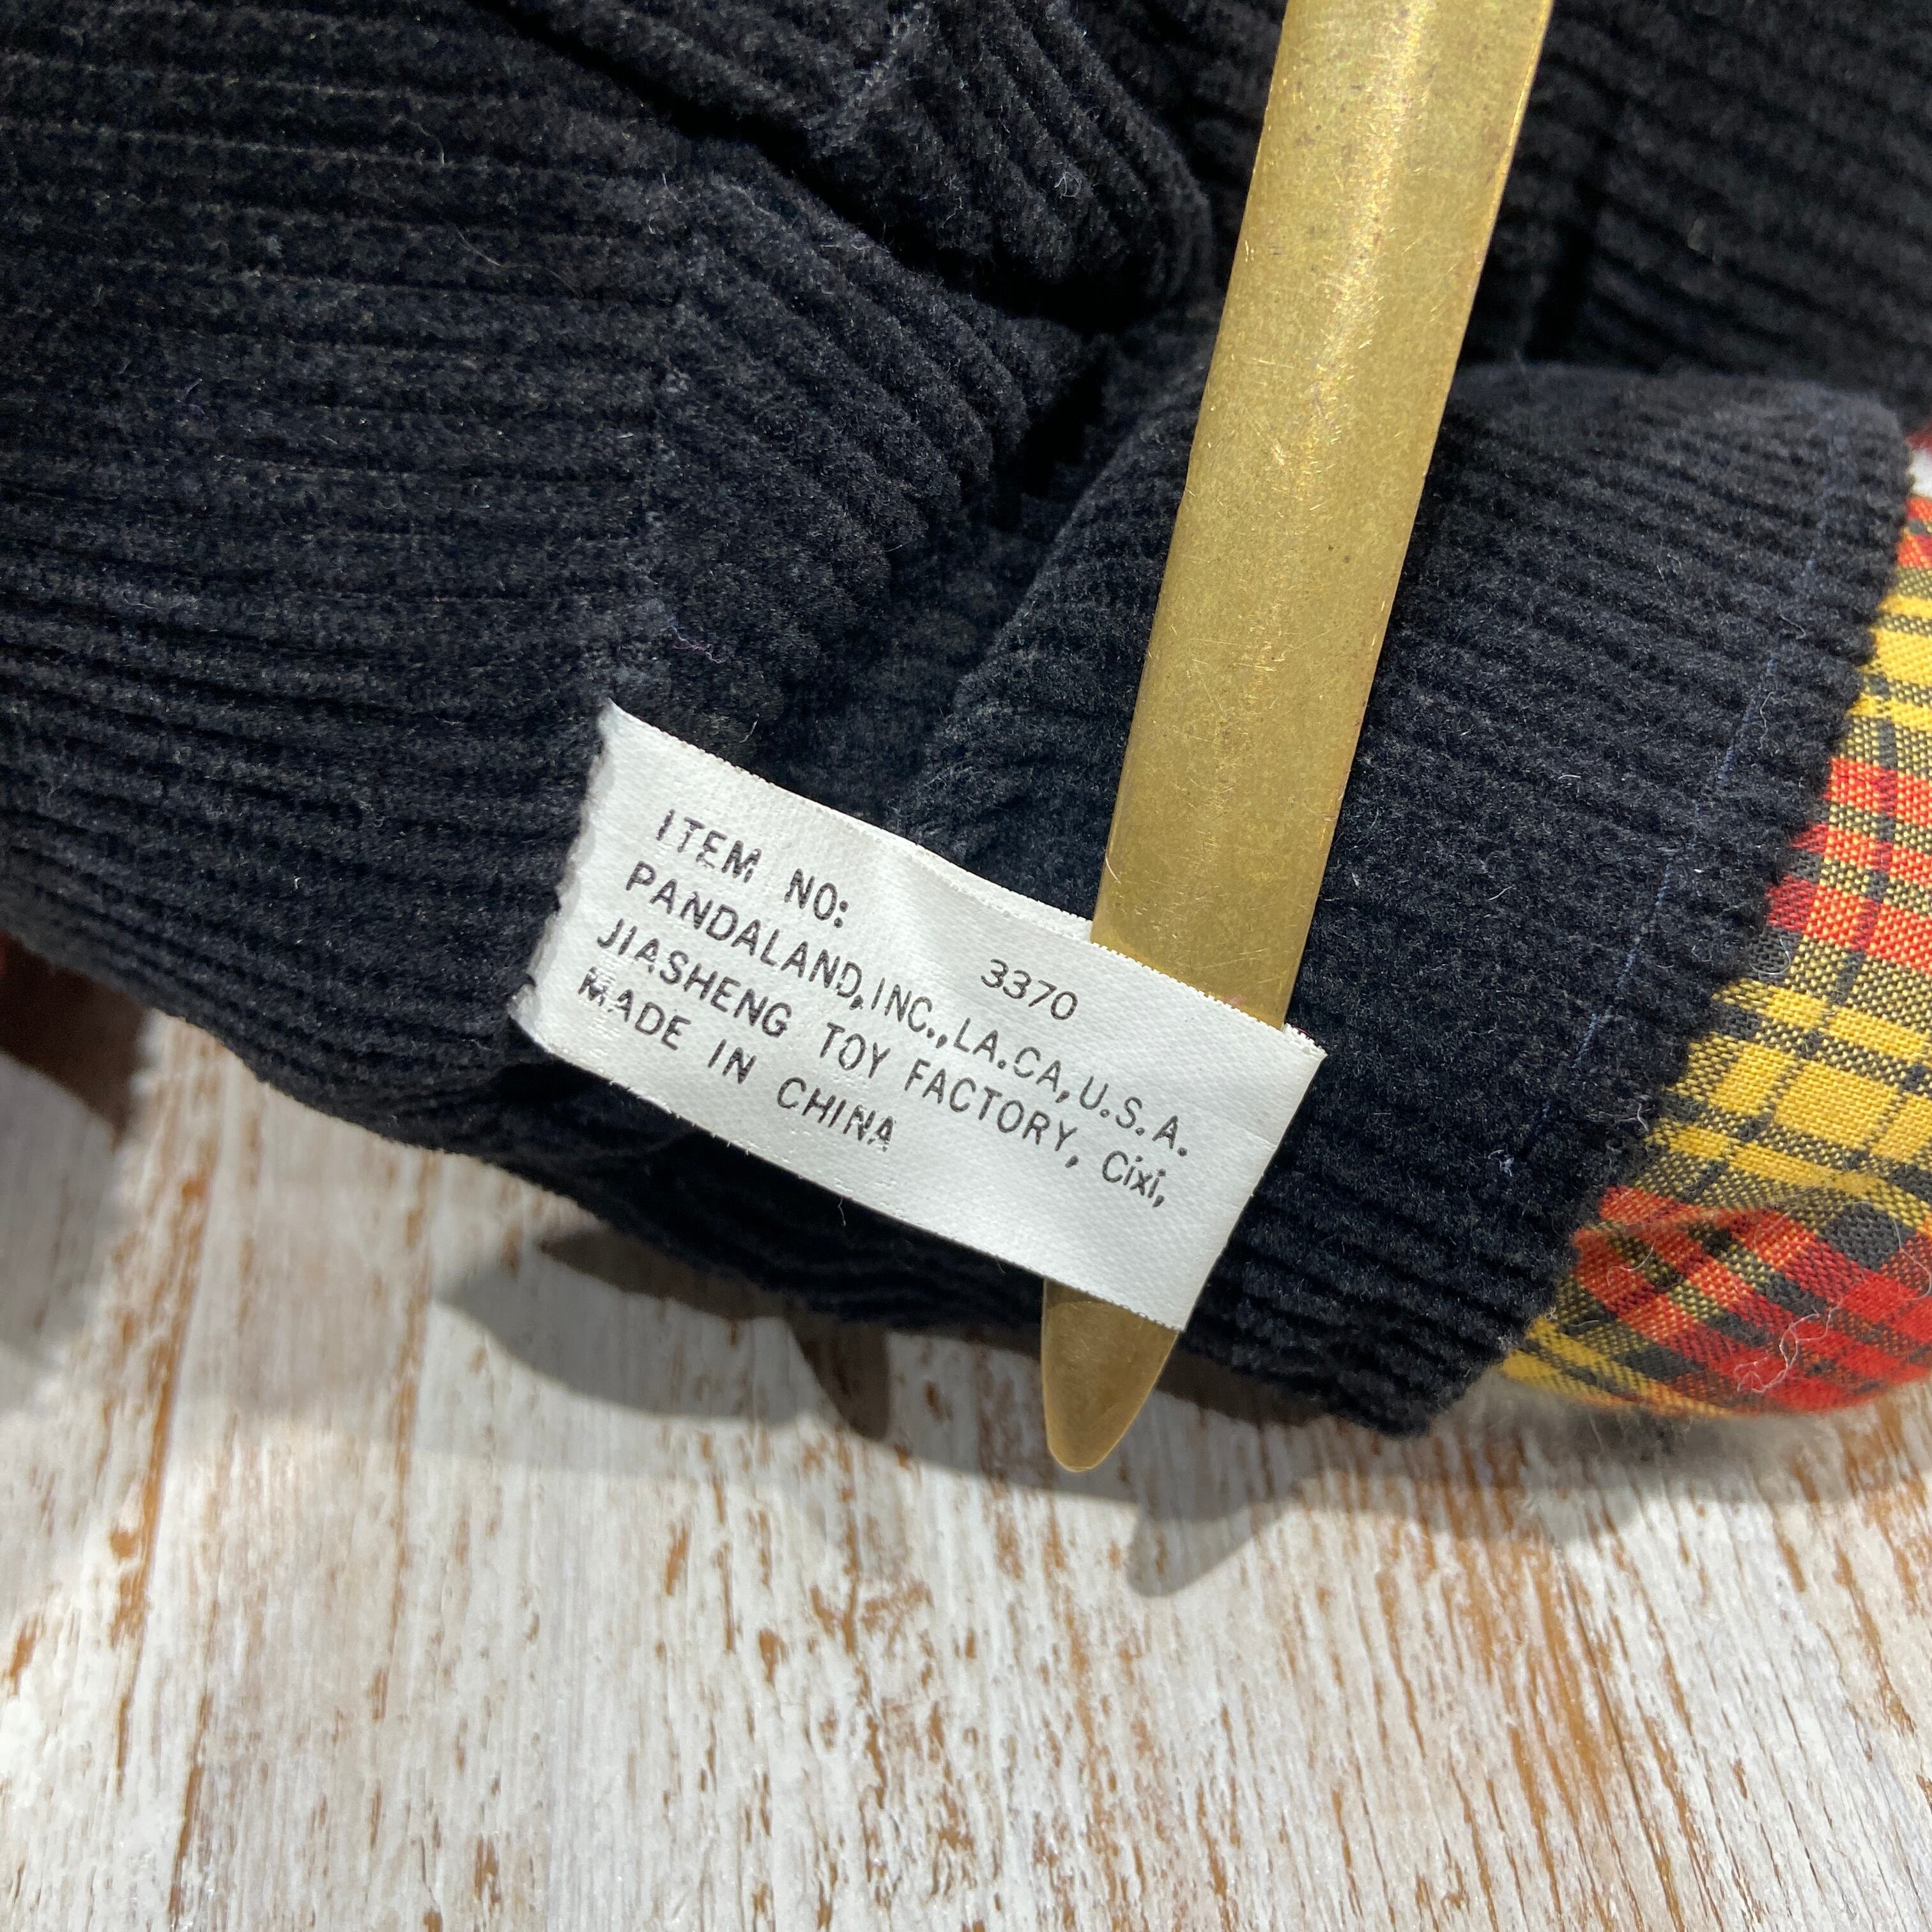 ITEM NO: 3370
PANDALAND,INC.,LA.CA,U.S.A.
JIASHENG TOY FACTORY, Cixi,
MADE IN CHINA